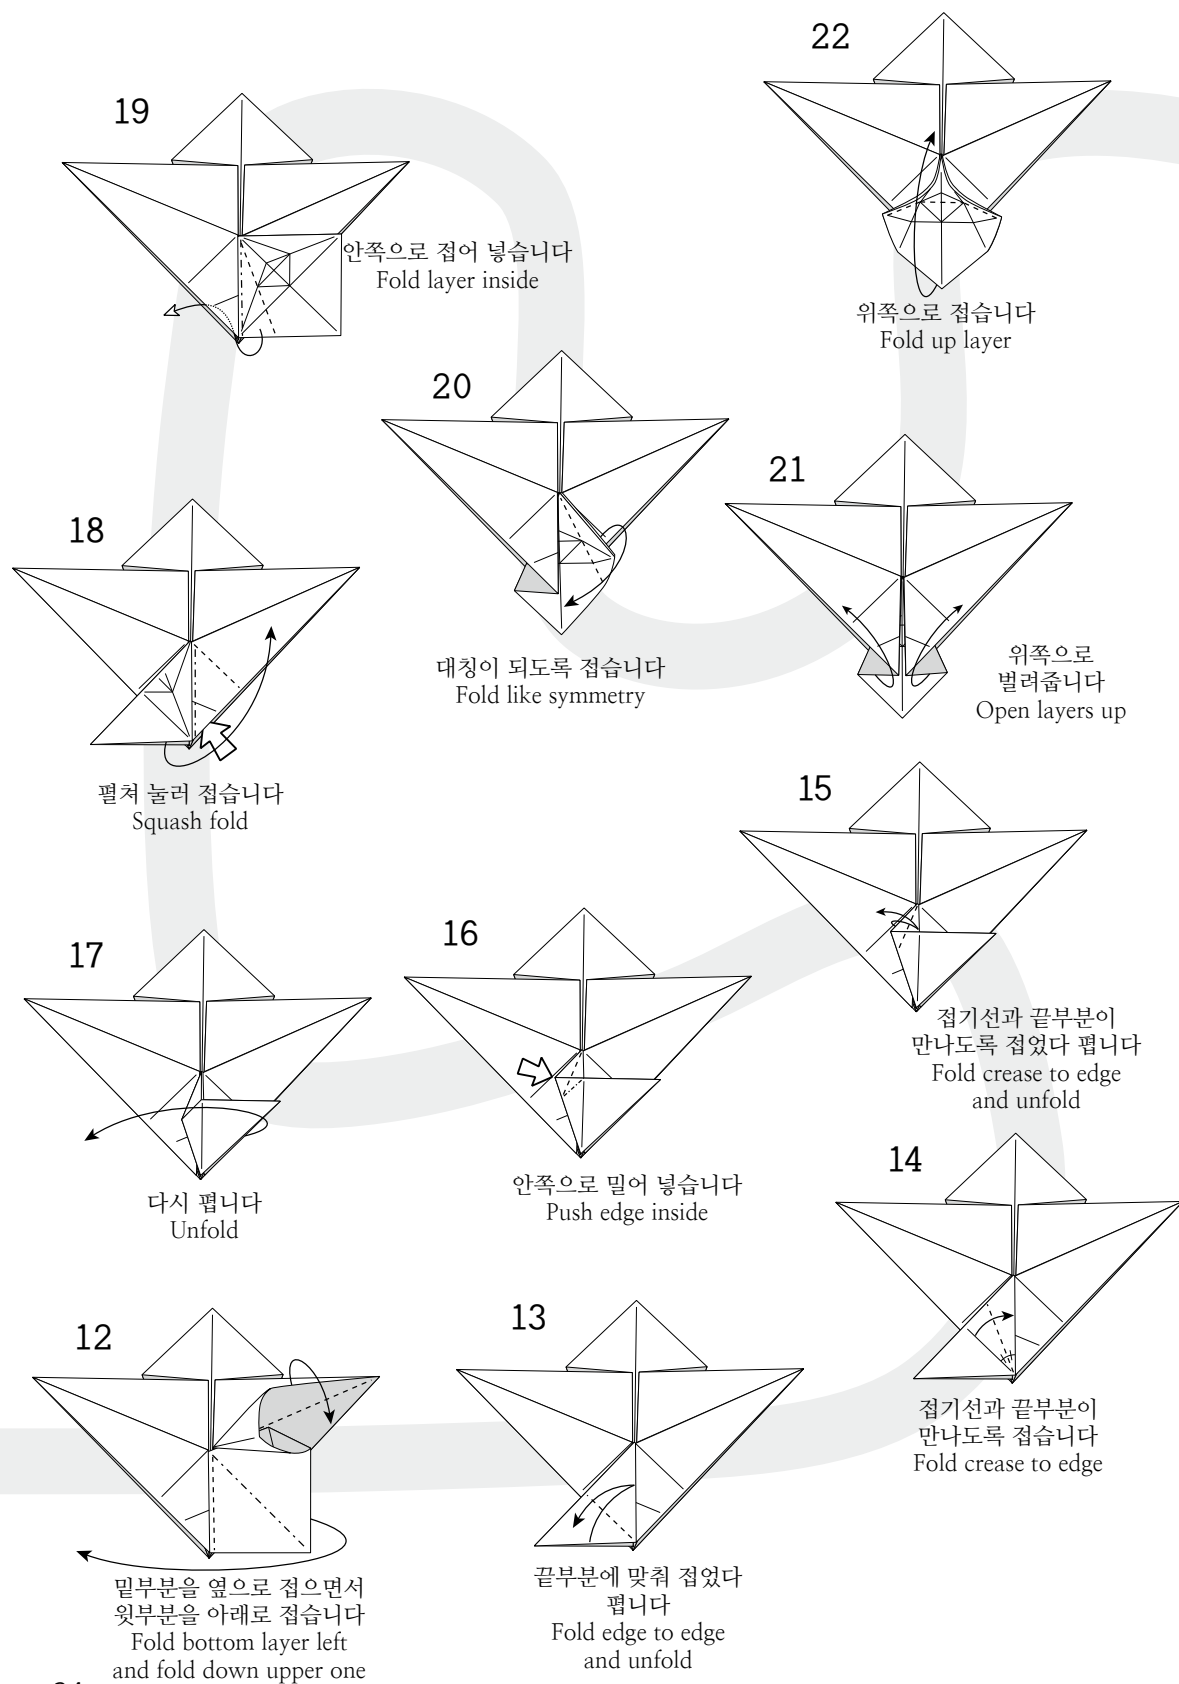 22
19
안쪽으로 접어 넣습니다
Fold layer inside
위쪽으로 접습니다
Fold up layer
20
21
18
대칭이 되도록 접습니다
Fold like symmetry
위쪽으로
벌려줍니다
Open layers up
펼쳐 눌러 접습니다
Squash fold
15
16
17
접기선과 끝부분이
만나도록 접었다 폅니다
Fold crease to edge
and unfold
안쪽으로 밀어 넣습니다
Push edge inside
다시 폅니다
Unfold
14
13
12
접기선과 끝부분이
만나도록 접습니다
Fold crease to edge
끝부분에 맞춰 접었다
폅니다
Fold edge to edge
and unfold
밑부분을 옆으로 접으면서
윗부분을 아래로 접습니다
Fold bottom layer left
and fold down upper one